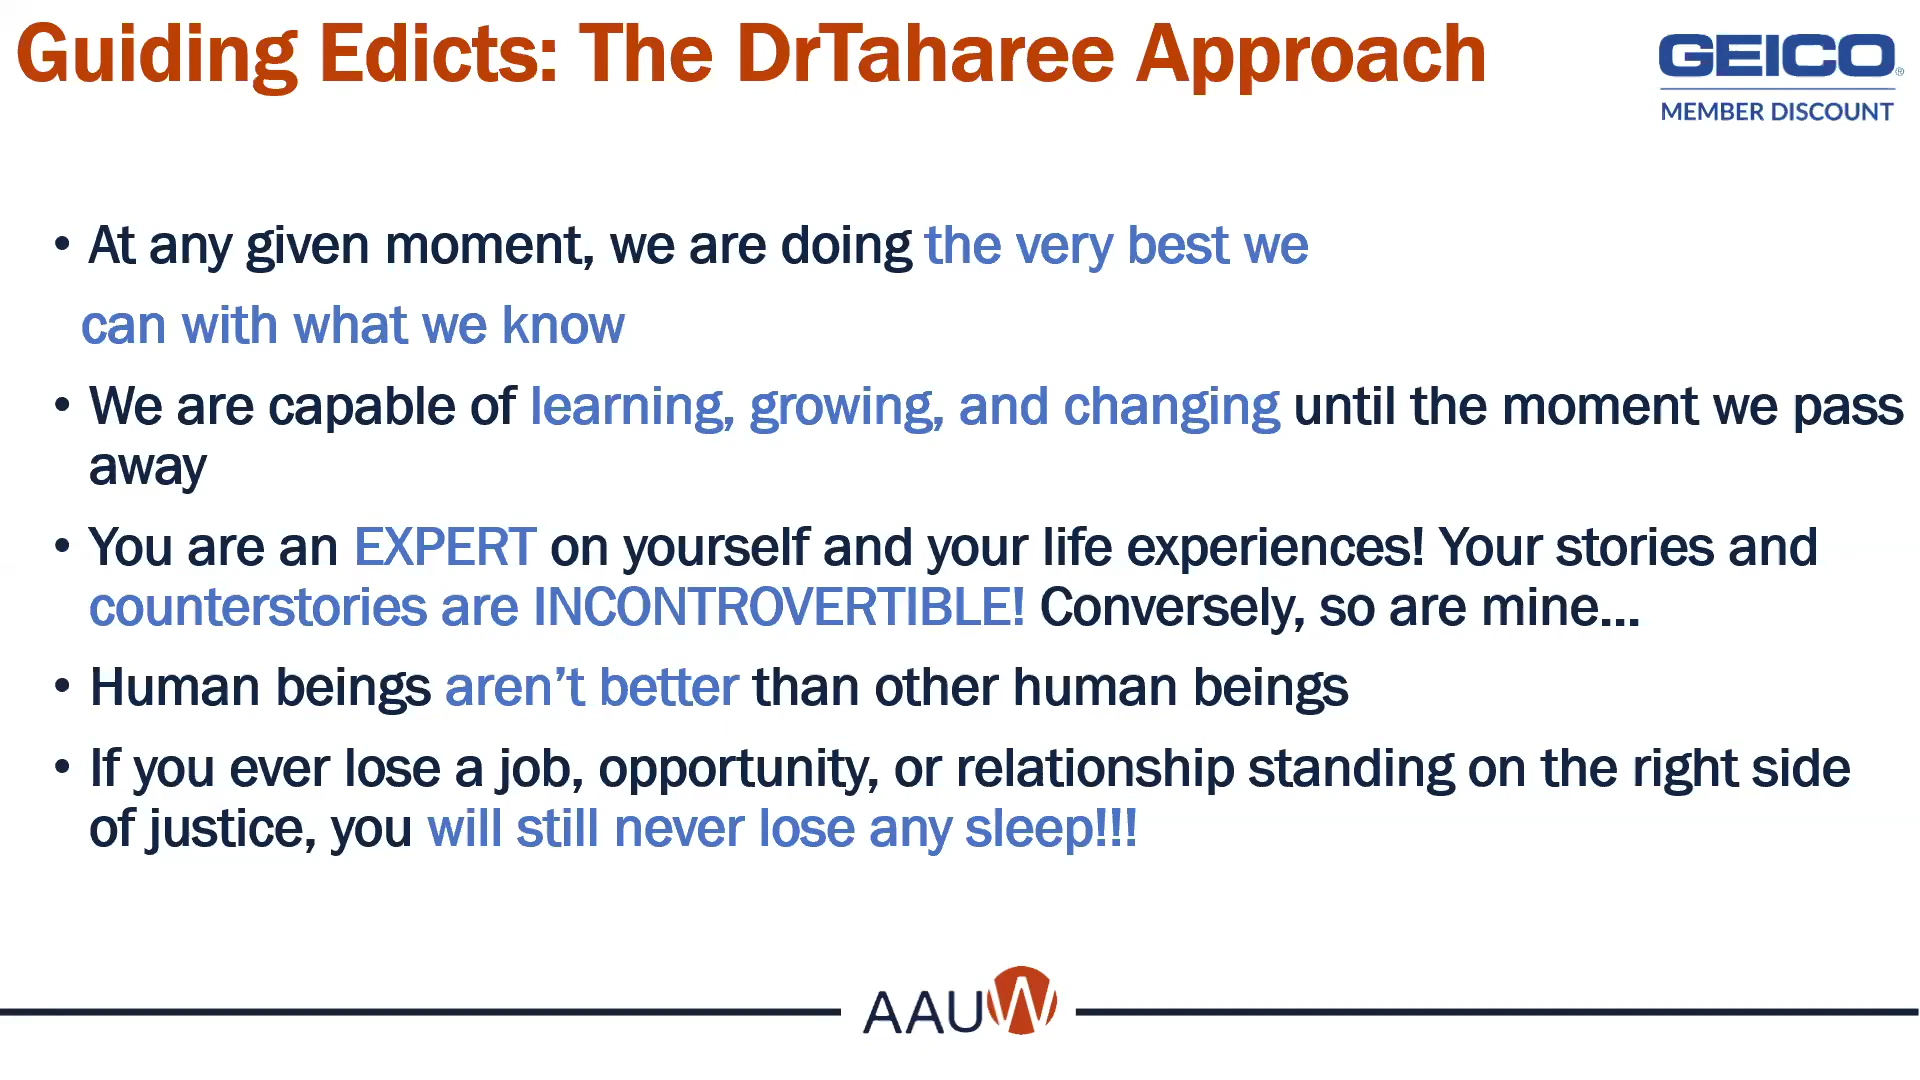 Guiding Edicts: The DrTaharee Approach
GEICO®
MEMBER DISCOUNT
• At any given moment, we are doing the very best we
can with what we know
• We are capable of learning, growing, and changing until the moment we pass
away
• You are an EXPERT on yourself and your life experiences! Your stories and
counterstories are INCONTROVERTIBLE! Conversely, so are mine...
• Human beings aren’t better than other human beings
• If you ever lose a job, opportunity, or relationship standing on the right side
of justice, you will still never lose any sleep!!!
AAUW